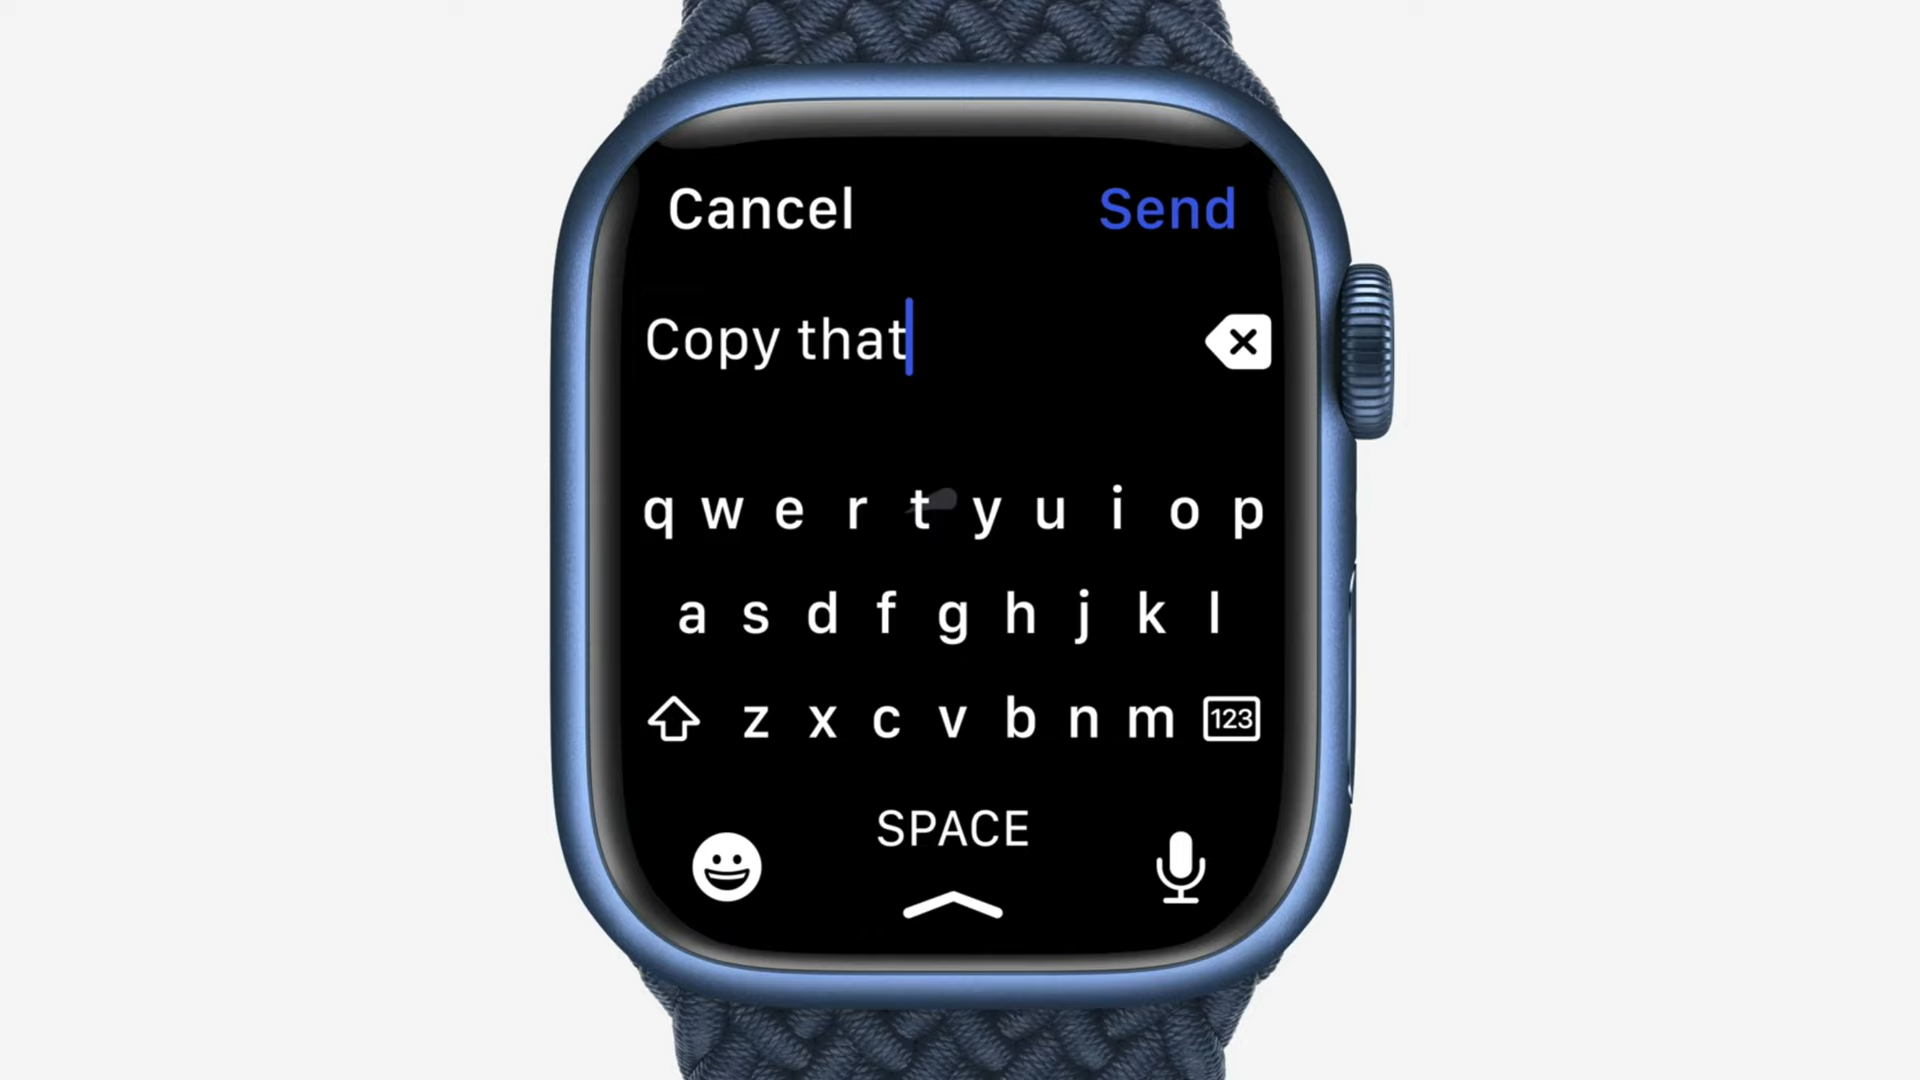 Cancel Send
Copy that
q w e r t y u i o p
a s d f g h j k l
z x c v b n m 123
SPACE